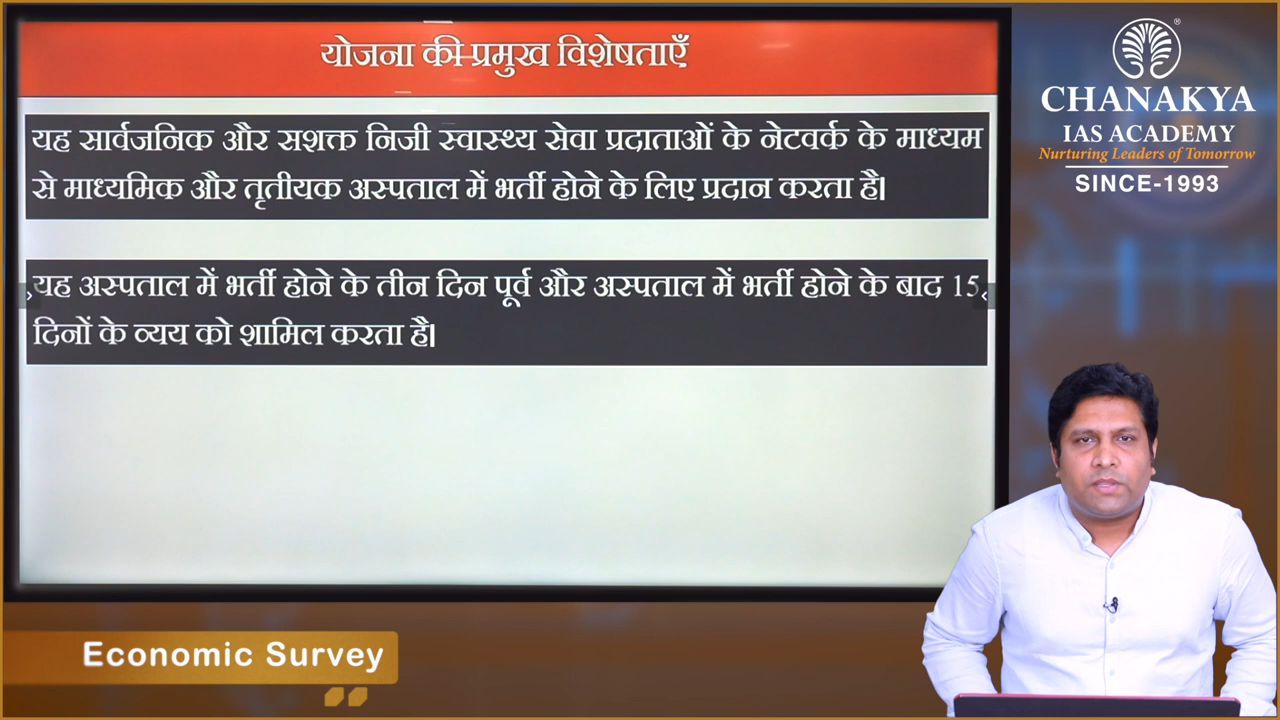 योजना की प्रमुख विशेषताएँ
यह सार्वजनिक और सशक्त निजी स्वास्थ्य सेवा प्रदाताओं के नेटवर्क के माध्यम
से माध्यमिक और तृतीयक अस्पताल में भर्ती होने के लिए प्रदान करता है।
यह अस्पताल में भर्ती होने के तीन दिन पूर्व और अस्पताल में भर्ती होने के बाद 15
दिनों के व्यय को शामिल करता है।
CHANAKYA
IAS ACADEMY
Nurturing Leaders of Tomorrow
SINCE-1993
Economic Survey